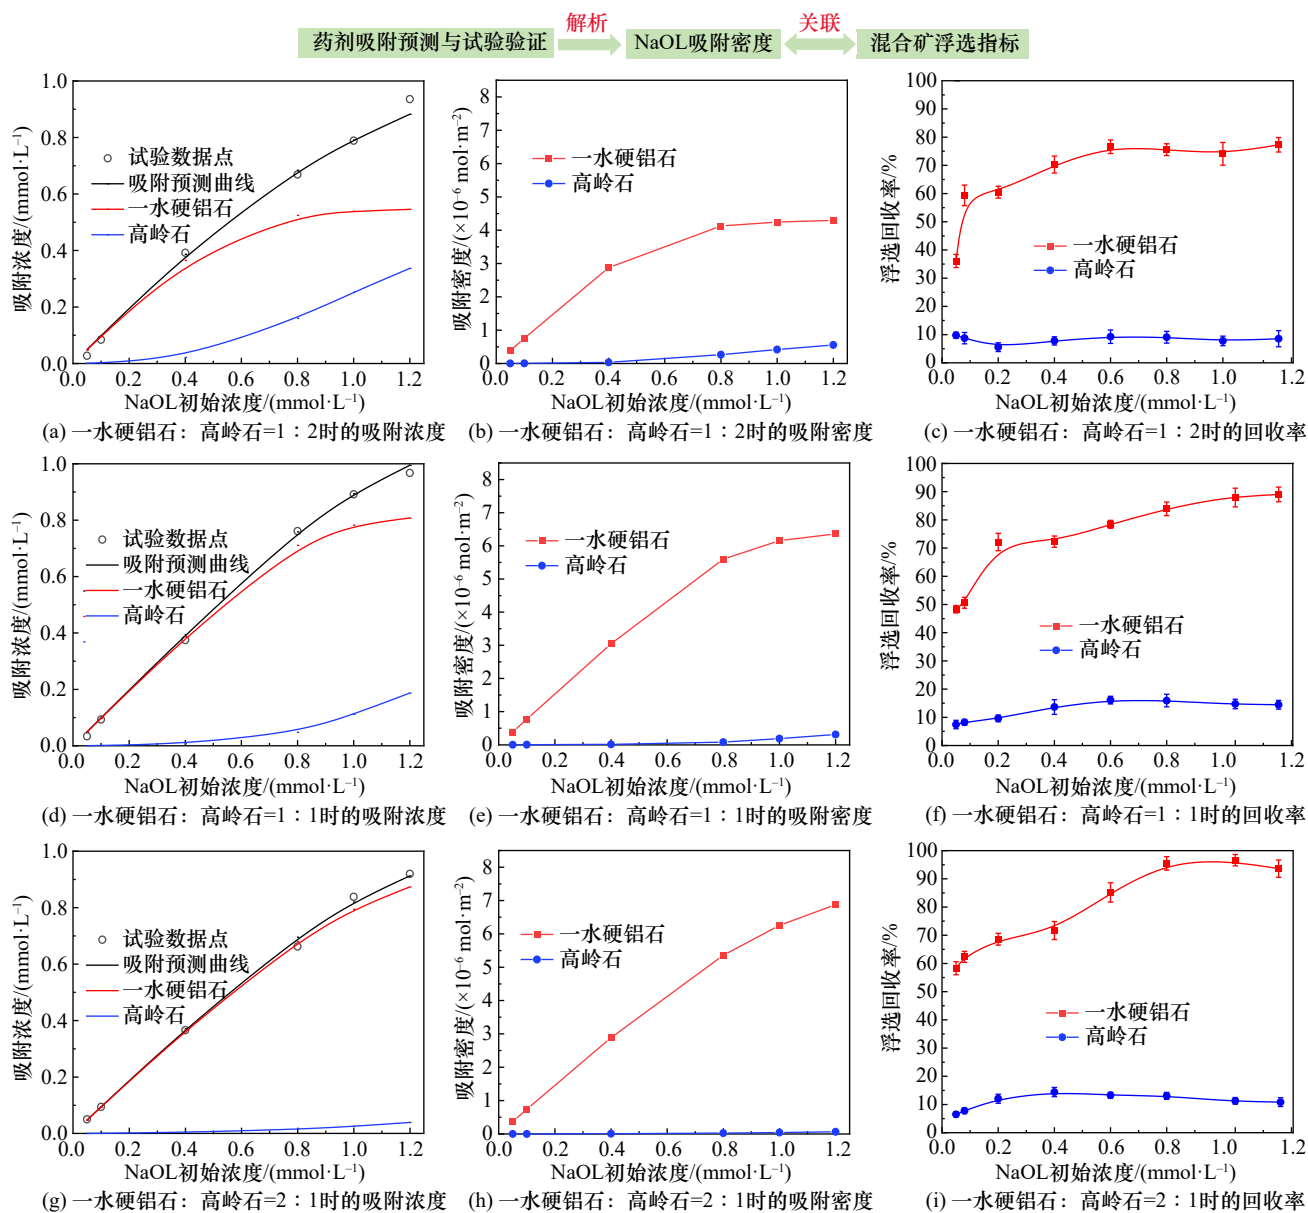 解析
关联
药剂吸附预测与试验验证
NaOL吸附密度
混合矿浮选指标
1.0
0.8
0.6
0.4
0.2
0.0
吸附浓度/(mmol·L⁻¹)
试验数据点
吸附预测曲线
一水硬铝石
高岭石
0.0 0.2 0.4 0.6 0.8 1.0 1.2
NaOL初始浓度/(mmol·L⁻¹)
(a) 一水硬铝石：高岭石=1：2时的吸附浓度
8
7
6
5
4
3
2
1
0
吸附密度/(×10⁻⁶ mol·m⁻²)
一水硬铝石
高岭石
0.0 0.2 0.4 0.6 0.8 1.0 1.2
NaOL初始浓度/(mmol·L⁻¹)
(b) 一水硬铝石：高岭石=1：2时的吸附密度
100
90
80
70
60
50
40
30
20
10
0
浮选回收率/%
一水硬铝石
高岭石
0.0 0.2 0.4 0.6 0.8 1.0 1.2
NaOL初始浓度/(mmol·L⁻¹)
(c) 一水硬铝石：高岭石=1：2时的回收率
1.0
0.8
0.6
0.4
0.2
0.0
吸附浓度/(mmol·L⁻¹)
试验数据点
吸附预测曲线
一水硬铝石
高岭石
0.0 0.2 0.4 0.6 0.8 1.0 1.2
NaOL初始浓度/(mmol·L⁻¹)
(d) 一水硬铝石：高岭石=1：1时的吸附浓度
8
7
6
5
4
3
2
1
0
吸附密度/(×10⁻⁶ mol·m⁻²)
一水硬铝石
高岭石
0.0 0.2 0.4 0.6 0.8 1.0 1.2
NaOL初始浓度/(mmol·L⁻¹)
(e) 一水硬铝石：高岭石=1：1时的吸附密度
100
90
80
70
60
50
40
30
20
10
0
浮选回收率/%
一水硬铝石
高岭石
0.0 0.2 0.4 0.6 0.8 1.0 1.2
NaOL初始浓度/(mmol·L⁻¹)
(f) 一水硬铝石：高岭石=1：1时的回收率
1.0
0.8
0.6
0.4
0.2
0.0
吸附浓度/(mmol·L⁻¹)
试验数据点
吸附预测曲线
一水硬铝石
高岭石
0.0 0.2 0.4 0.6 0.8 1.0 1.2
NaOL初始浓度/(mmol·L⁻¹)
(g) 一水硬铝石：高岭石=2：1时的吸附浓度
8
7
6
5
4
3
2
1
0
吸附密度/(×10⁻⁶ mol·m⁻²)
一水硬铝石
高岭石
0.0 0.2 0.4 0.6 0.8 1.0 1.2
NaOL初始浓度/(mmol·L⁻¹)
(h) 一水硬铝石：高岭石=2：1时的吸附密度
100
90
80
70
60
50
40
30
20
10
0
浮选回收率/%
一水硬铝石
高岭石
0.0 0.2 0.4 0.6 0.8 1.0 1.2
NaOL初始浓度/(mmol·L⁻¹)
(i) 一水硬铝石：高岭石=2：1时的回收率